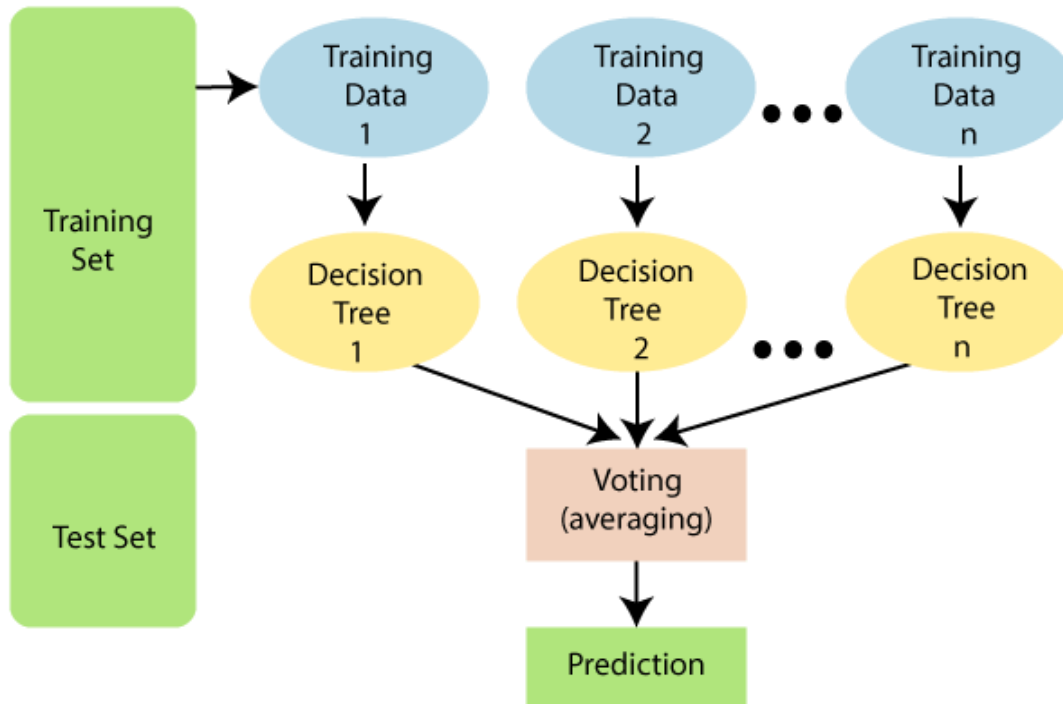 Training
Set
Training
Data
1
Training
Data
2
Training
Data
n
Decision
Tree
1
Decision
Tree
2
Decision
Tree
n
Test Set
Voting
(averaging)
Prediction